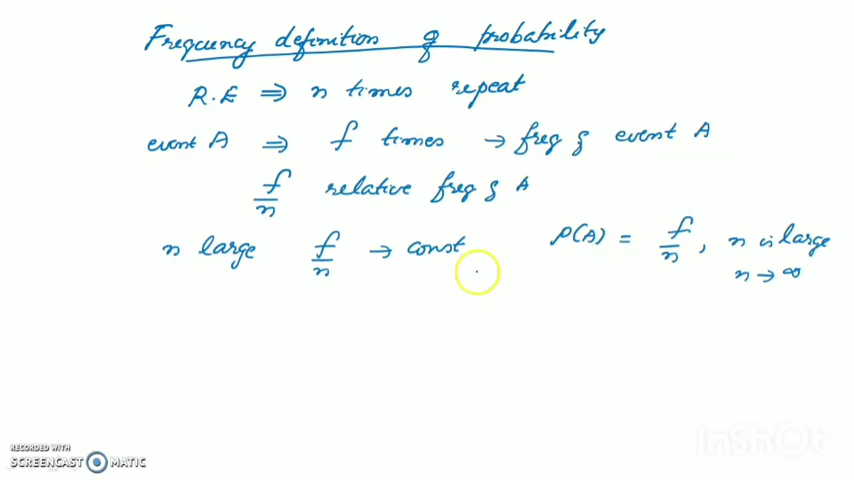 Frequency definition of probability
R.E ⇒ n times repeat
event A ⇒ f times → freq of event A
f/n relative freq of A
n large f/n → const P(A) = f/n, n is large
n → ∞
RECORDED WITH
SCREENCAST MATIC
InShOt